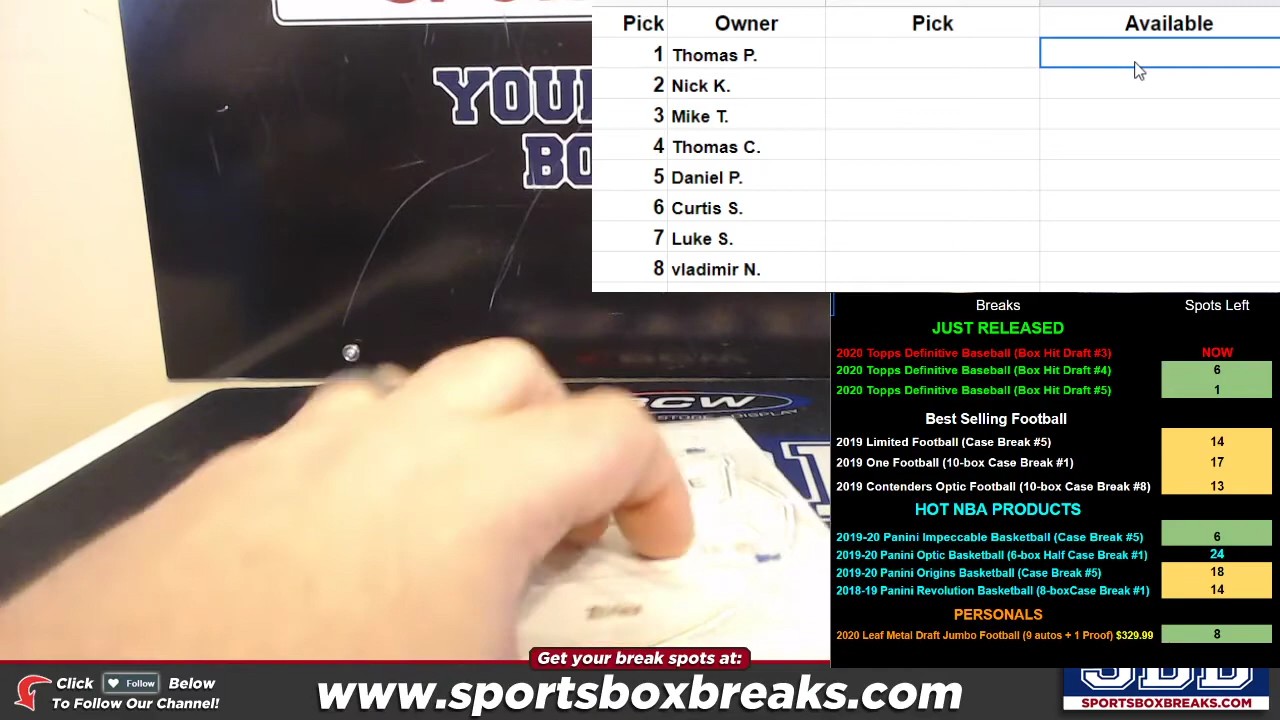 YOU
BO
Pick Owner Pick Available
1 Thomas P.
2 Nick K.
3 Mike T.
4 Thomas C.
5 Daniel P.
6 Curtis S.
7 Luke S.
8 vladimir N.
Breaks Spots Left
JUST RELEASED
2020 Topps Definitive Baseball (Box Hit Draft #3) NOW
2020 Topps Definitive Baseball (Box Hit Draft #4) 6
2020 Topps Definitive Baseball (Box Hit Draft #5) 1
Best Selling Football
2019 Limited Football (Case Break #5) 14
2019 One Football (10-box Case Break #1) 17
2019 Contenders Optic Football (10-box Case Break #8) 13
HOT NBA PRODUCTS
2019-20 Panini Impeccable Basketball (Case Break #5) 6
2019-20 Panini Optic Basketball (6-box Half Case Break #1) 24
2019-20 Panini Origins Basketball (Case Break #5) 18
2018-19 Panini Revolution Basketball (8-boxCase Break #1) 14
PERSONALS
2020 Leaf Metal Draft Jumbo Football (9 autos + 1 Proof) $329.99 8
BCW
Get your break spots at:
Click Follow Below
To Follow Our Channel!
www.sportsboxbreaks.com
SBB
SPORTSBOXBREAKS.COM